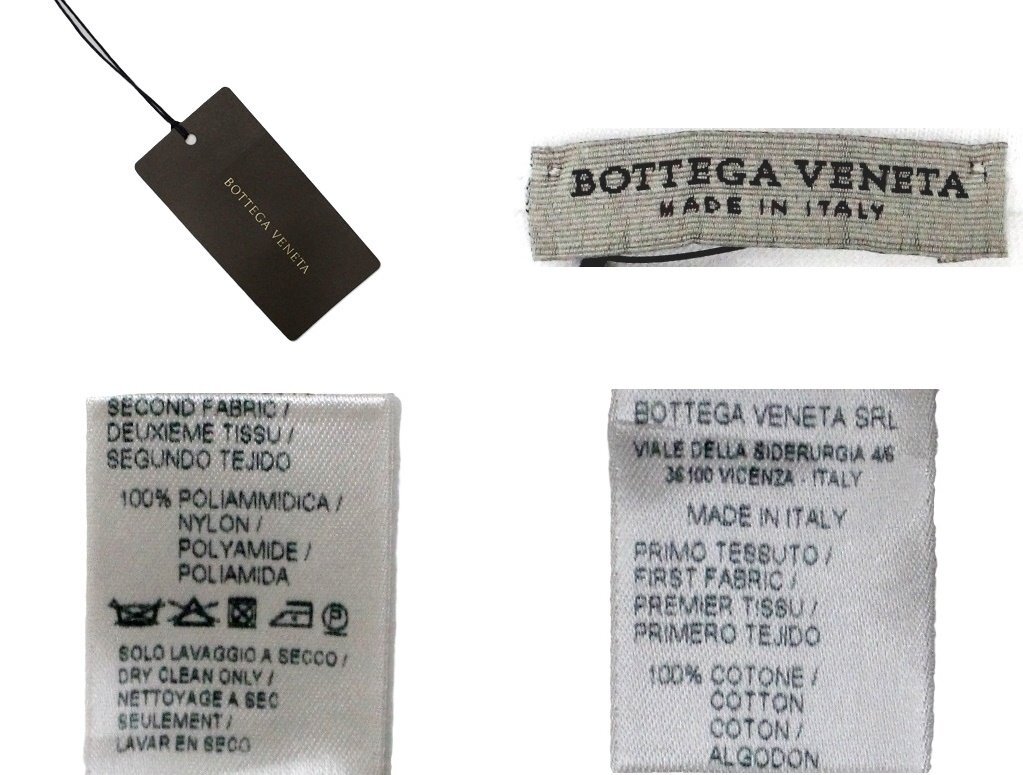 BOTTEGA VENETA
BOTTEGA VENETA
MADE IN ITALY
SECOND FABRIC /
DEUXIEME TISSU /
SEGUNDO TEJIDO
100% POLIAMMIDICA /
NYLON /
POLYAMIDE /
POLIAMIDA
P
SOLO LAVAGGIO A SECCO /
DRY CLEAN ONLY /
NETTOYAGE A SEC
SEULEMENT /
LAVAR EN SECO
BOTTEGA VENETA SRL
VIALE DELLA SIDERURGIA 4/6
36100 VICENZA - ITALY
MADE IN ITALY
PRIMO TESSUTO /
FIRST FABRIC /
PREMIER TISSU /
PRIMERO TEJIDO
100% COTONE /
COTTON
COTON /
ALGODON